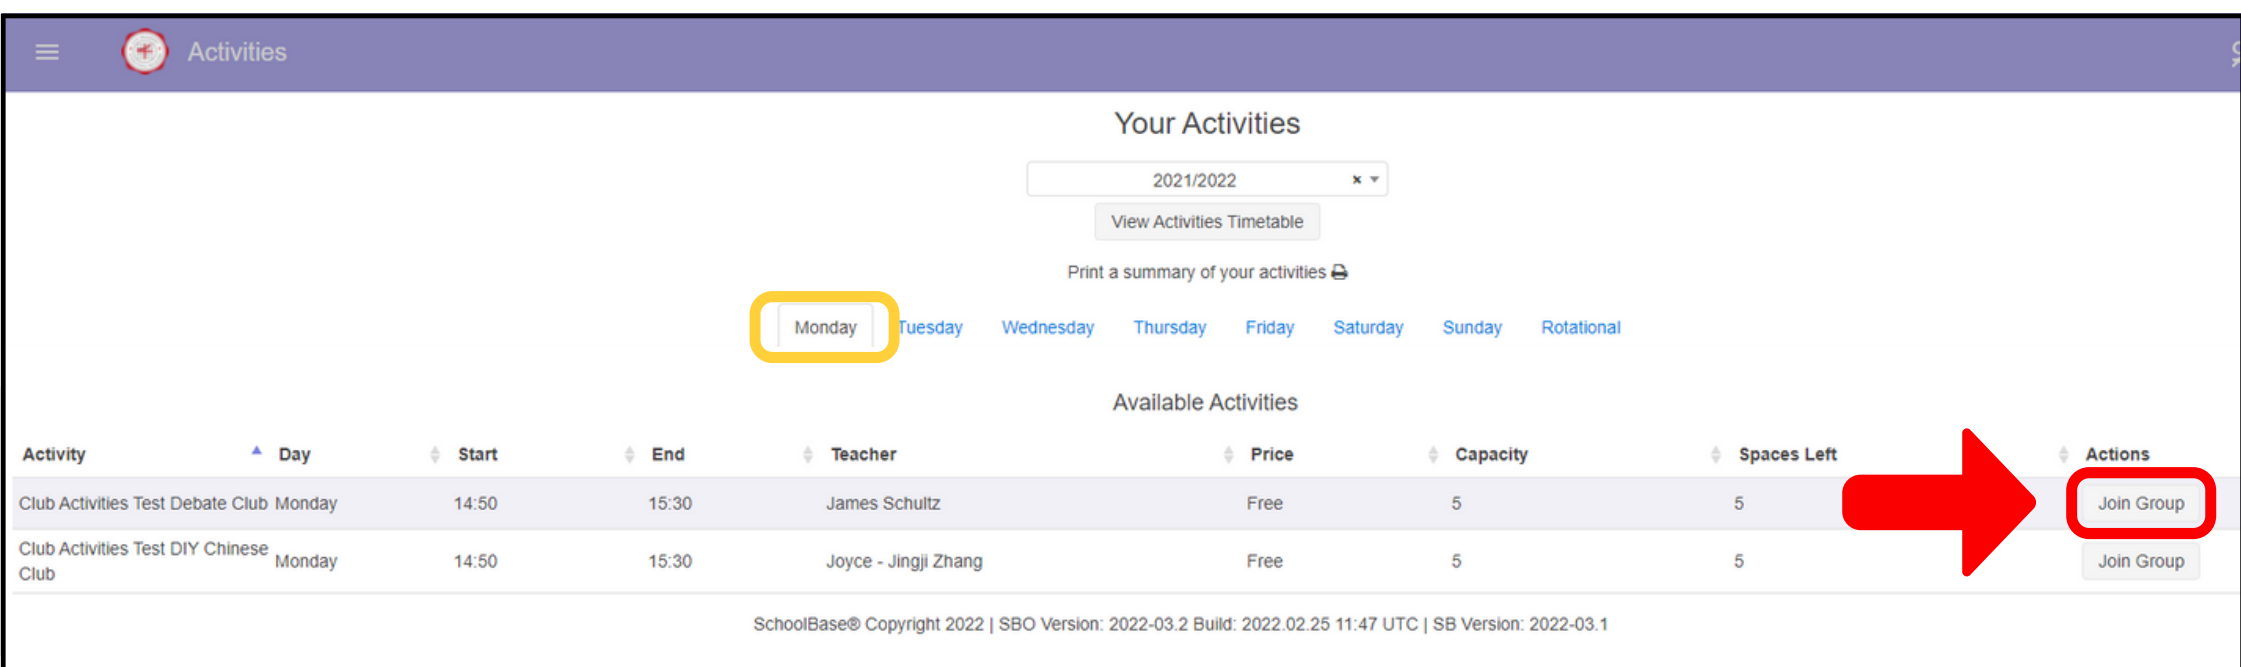 Activities
Your Activities
2021/2022
View Activities Timetable
Print a summary of your activities
Monday Tuesday Wednesday Thursday Friday Saturday Sunday Rotational
Available Activities
Activity Day Start End Teacher Price Capacity Spaces Left Actions
Club Activities Test Debate Club Monday 14:50 15:30 James Schultz Free 5 5 Join Group
Club Activities Test DIY Chinese
Club Monday 14:50 15:30 Joyce - Jingji Zhang Free 5 5 Join Group
SchoolBase® Copyright 2022 | SBO Version: 2022-03.2 Build: 2022.02.25 11:47 UTC | SB Version: 2022-03.1